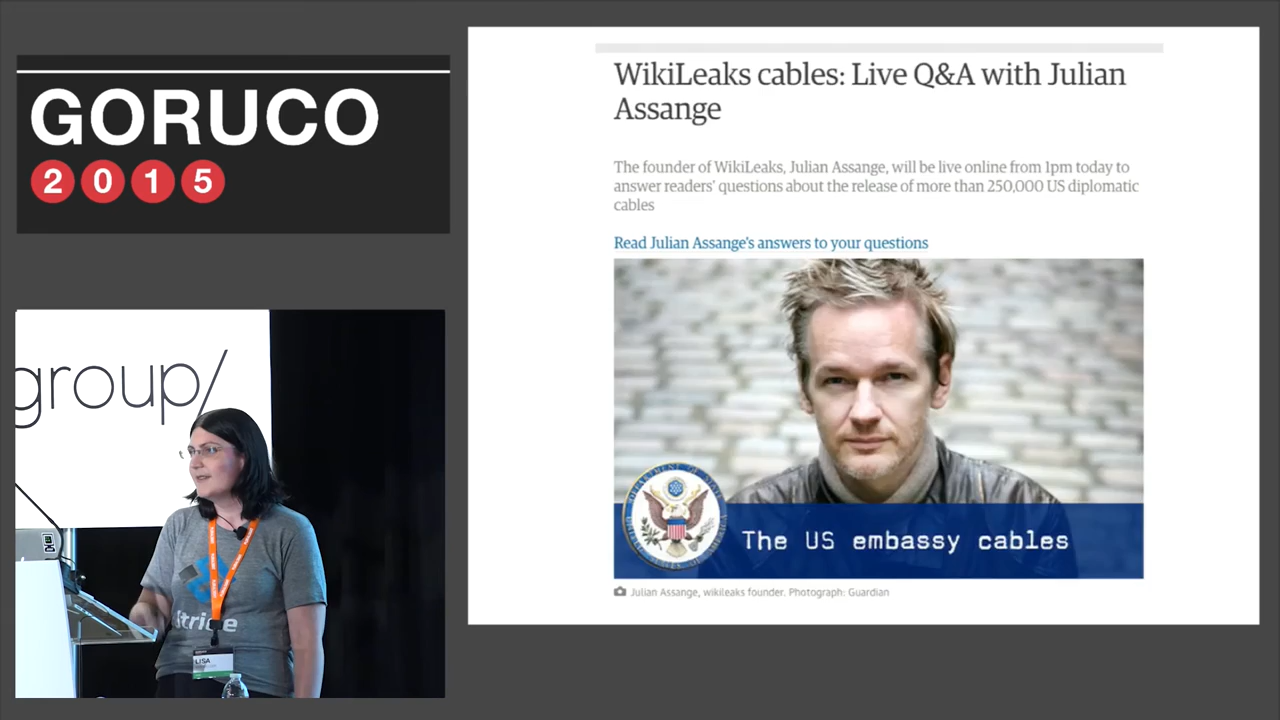 GORUCO
2 0 1 5
group/
Stride
LISA
WikiLeaks cables: Live Q&A with Julian
Assange
The founder of WikiLeaks, Julian Assange, will be live online from 1pm today to
answer readers' questions about the release of more than 250,000 US diplomatic
cables
Read Julian Assange's answers to your questions
The US embassy cables
Julian Assange, wikileaks founder. Photograph: Guardian